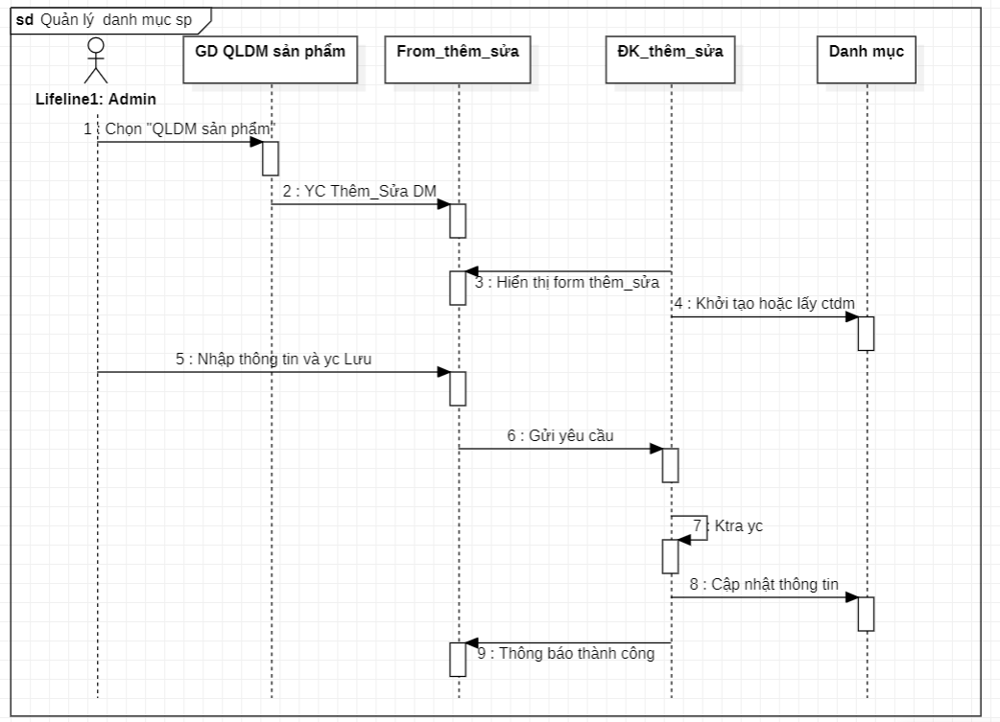 sd Quản lý danh mục sp
GD QLDM sản phẩm
From_thêm_sửa
ĐK_thêm_sửa
Danh mục
Lifeline1: Admin
1 : Chọn "QLDM sản phẩm"
2 : YC Thêm_Sửa DM
3 : Hiển thị form thêm_sửa
4 : Khởi tạo hoặc lấy ctdm
5 : Nhập thông tin và yc Lưu
6 : Gửi yêu cầu
7 : Ktra yc
8 : Cập nhật thông tin
9 : Thông báo thành công